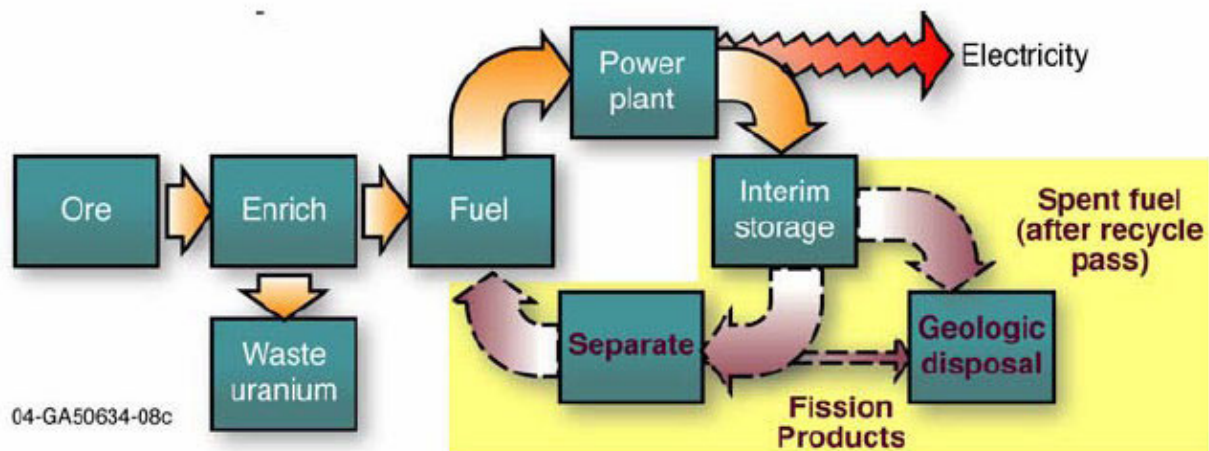 Power
plant
Electricity
Ore
Enrich
Fuel
Interim
storage
Spent fuel
(after recycle
pass)
Waste
uranium
Separate
Geologic
disposal
Fission
Products
04-GA50634-08c